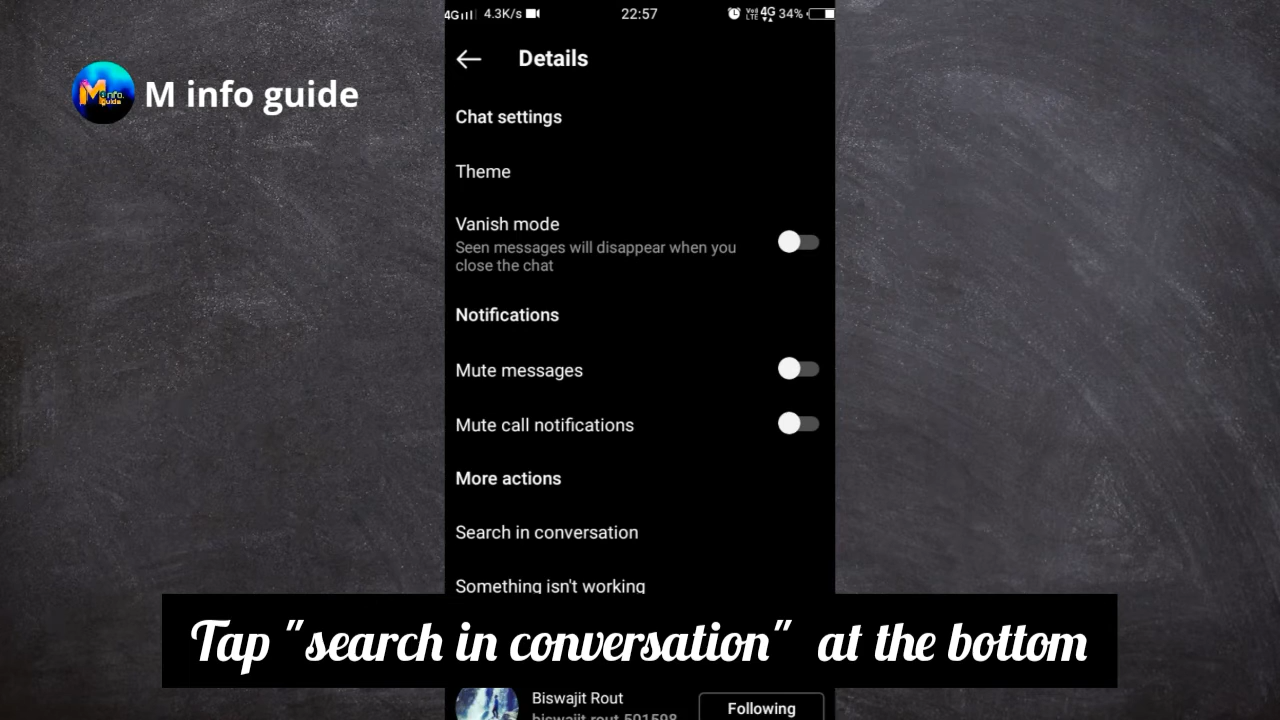 4G 4.3K/s 22:57 VoLTE 4G 34%
Details
M info guide
Chat settings
Theme
Vanish mode
Seen messages will disappear when you
close the chat
Notifications
Mute messages
Mute call notifications
More actions
Search in conversation
Something isn't working
Tap "search in conversation" at the bottom
Biswajit Rout
Following
biswajit_rout_501598